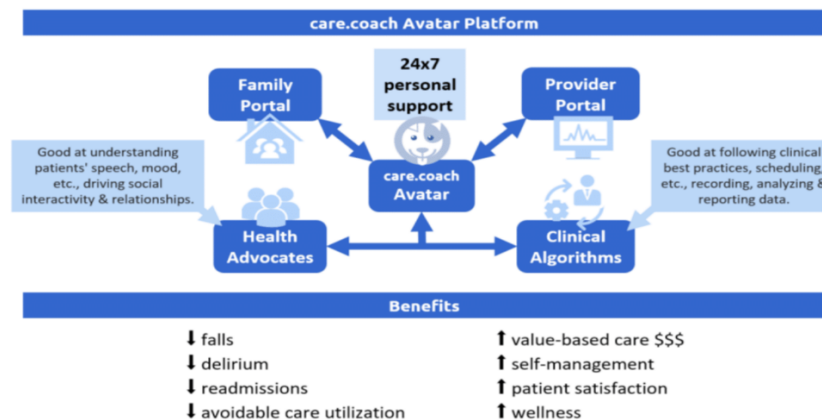 care.coach Avatar Platform
24x7
personal
support
Family
Portal
Provider
Portal
Good at understanding
patients' speech, mood,
etc., driving social
interactivity & relationships.
care.coach
Avatar
Good at following clinical
best practices, scheduling,
etc., recording, analyzing &
reporting data.
Health
Advocates
Clinical
Algorithms
Benefits
↓ falls
↓ delirium
↓ readmissions
↓ avoidable care utilization
↑ value-based care $$$
↑ self-management
↑ patient satisfaction
↑ wellness